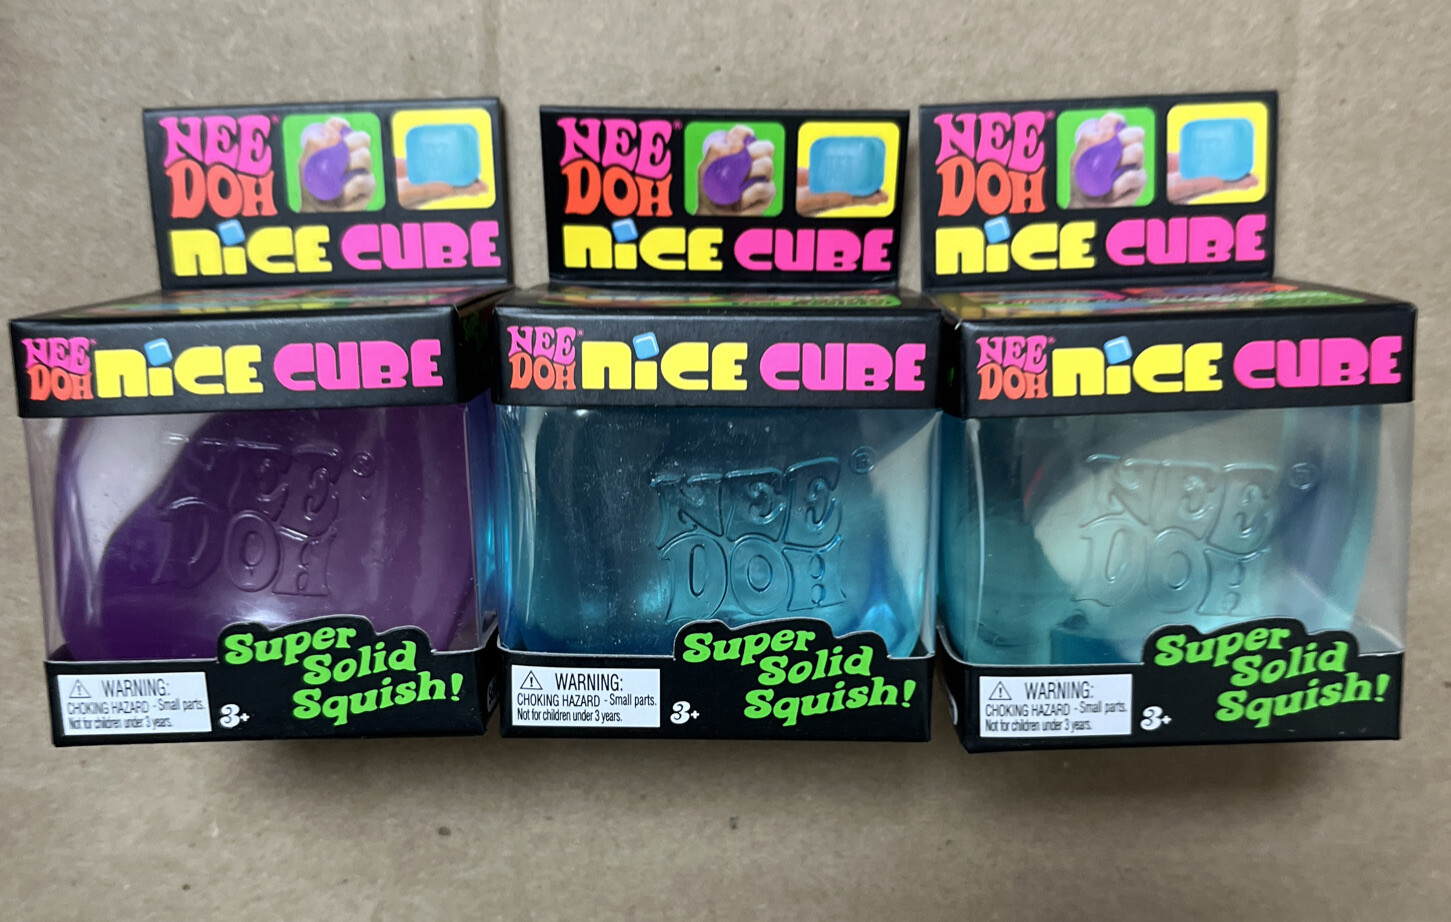 NEE
DOH
NiCE CUBE
NEE
DOH
NiCE CUBE
NEE
DOH
NiCE CUBE
NEE
DOH NiCE CUBE
NEE
DOH NiCE CUBE
NEE
DOH NiCE CUBE
NEE®
DOH
NEE®
DOH
NEE®
DOH
Super
Solid
Squish!
⚠ WARNING:
CHOKING HAZARD - Small parts.
Not for children under 3 years.
3+
Super
Solid
Squish!
⚠ WARNING:
CHOKING HAZARD - Small parts.
Not for children under 3 years.
3+
Super
Solid
Squish!
⚠ WARNING:
CHOKING HAZARD - Small parts.
Not for children under 3 years.
3+